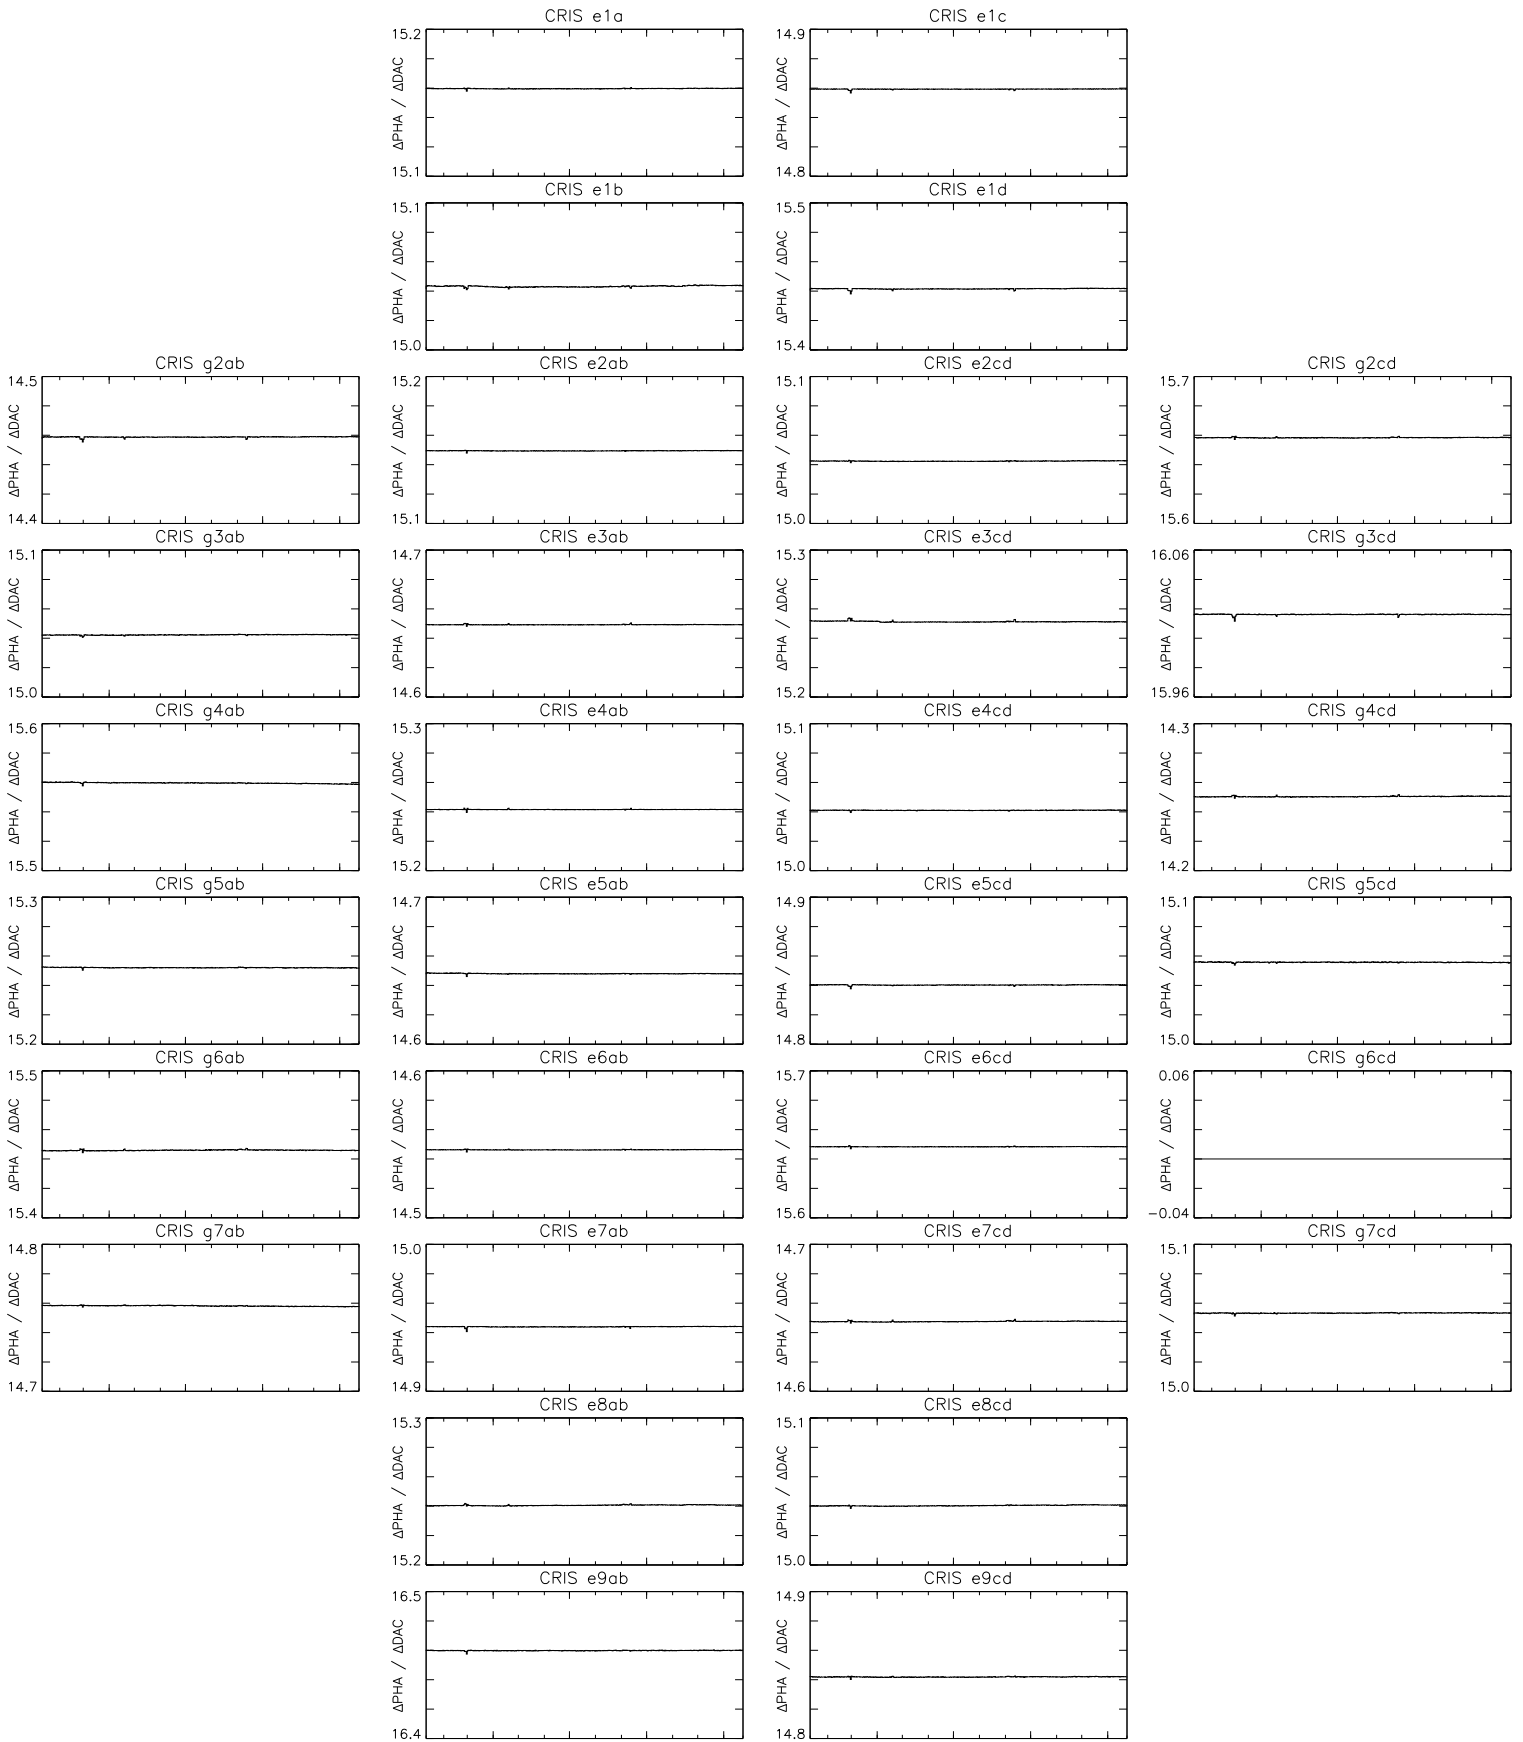 CRIS e1a
15.2
ΔPHA / ΔDAC
15.1
CRIS e1c
14.9
ΔPHA / ΔDAC
14.8
CRIS e1b
15.1
ΔPHA / ΔDAC
15.0
CRIS e1d
15.5
ΔPHA / ΔDAC
15.4
CRIS g2ab
14.5
ΔPHA / ΔDAC
14.4
CRIS e2ab
15.2
ΔPHA / ΔDAC
15.1
CRIS e2cd
15.1
ΔPHA / ΔDAC
15.0
CRIS g2cd
15.7
ΔPHA / ΔDAC
15.6
CRIS g3ab
15.1
ΔPHA / ΔDAC
15.0
CRIS e3ab
14.7
ΔPHA / ΔDAC
14.6
CRIS e3cd
15.3
ΔPHA / ΔDAC
15.2
CRIS g3cd
16.06
ΔPHA / ΔDAC
15.96
CRIS g4ab
15.6
ΔPHA / ΔDAC
15.5
CRIS e4ab
15.3
ΔPHA / ΔDAC
15.2
CRIS e4cd
15.1
ΔPHA / ΔDAC
15.0
CRIS g4cd
14.3
ΔPHA / ΔDAC
14.2
CRIS g5ab
15.3
ΔPHA / ΔDAC
15.2
CRIS e5ab
14.7
ΔPHA / ΔDAC
14.6
CRIS e5cd
14.9
ΔPHA / ΔDAC
14.8
CRIS g5cd
15.1
ΔPHA / ΔDAC
15.0
CRIS g6ab
15.5
ΔPHA / ΔDAC
15.4
CRIS e6ab
14.6
ΔPHA / ΔDAC
14.5
CRIS e6cd
15.7
ΔPHA / ΔDAC
15.6
CRIS g6cd
0.06
ΔPHA / ΔDAC
−0.04
CRIS g7ab
14.8
ΔPHA / ΔDAC
14.7
CRIS e7ab
15.0
ΔPHA / ΔDAC
14.9
CRIS e7cd
14.7
ΔPHA / ΔDAC
14.6
CRIS g7cd
15.1
ΔPHA / ΔDAC
15.0
CRIS e8ab
15.3
ΔPHA / ΔDAC
15.2
CRIS e8cd
15.1
ΔPHA / ΔDAC
15.0
CRIS e9ab
16.5
ΔPHA / ΔDAC
16.4
CRIS e9cd
14.9
ΔPHA / ΔDAC
14.8